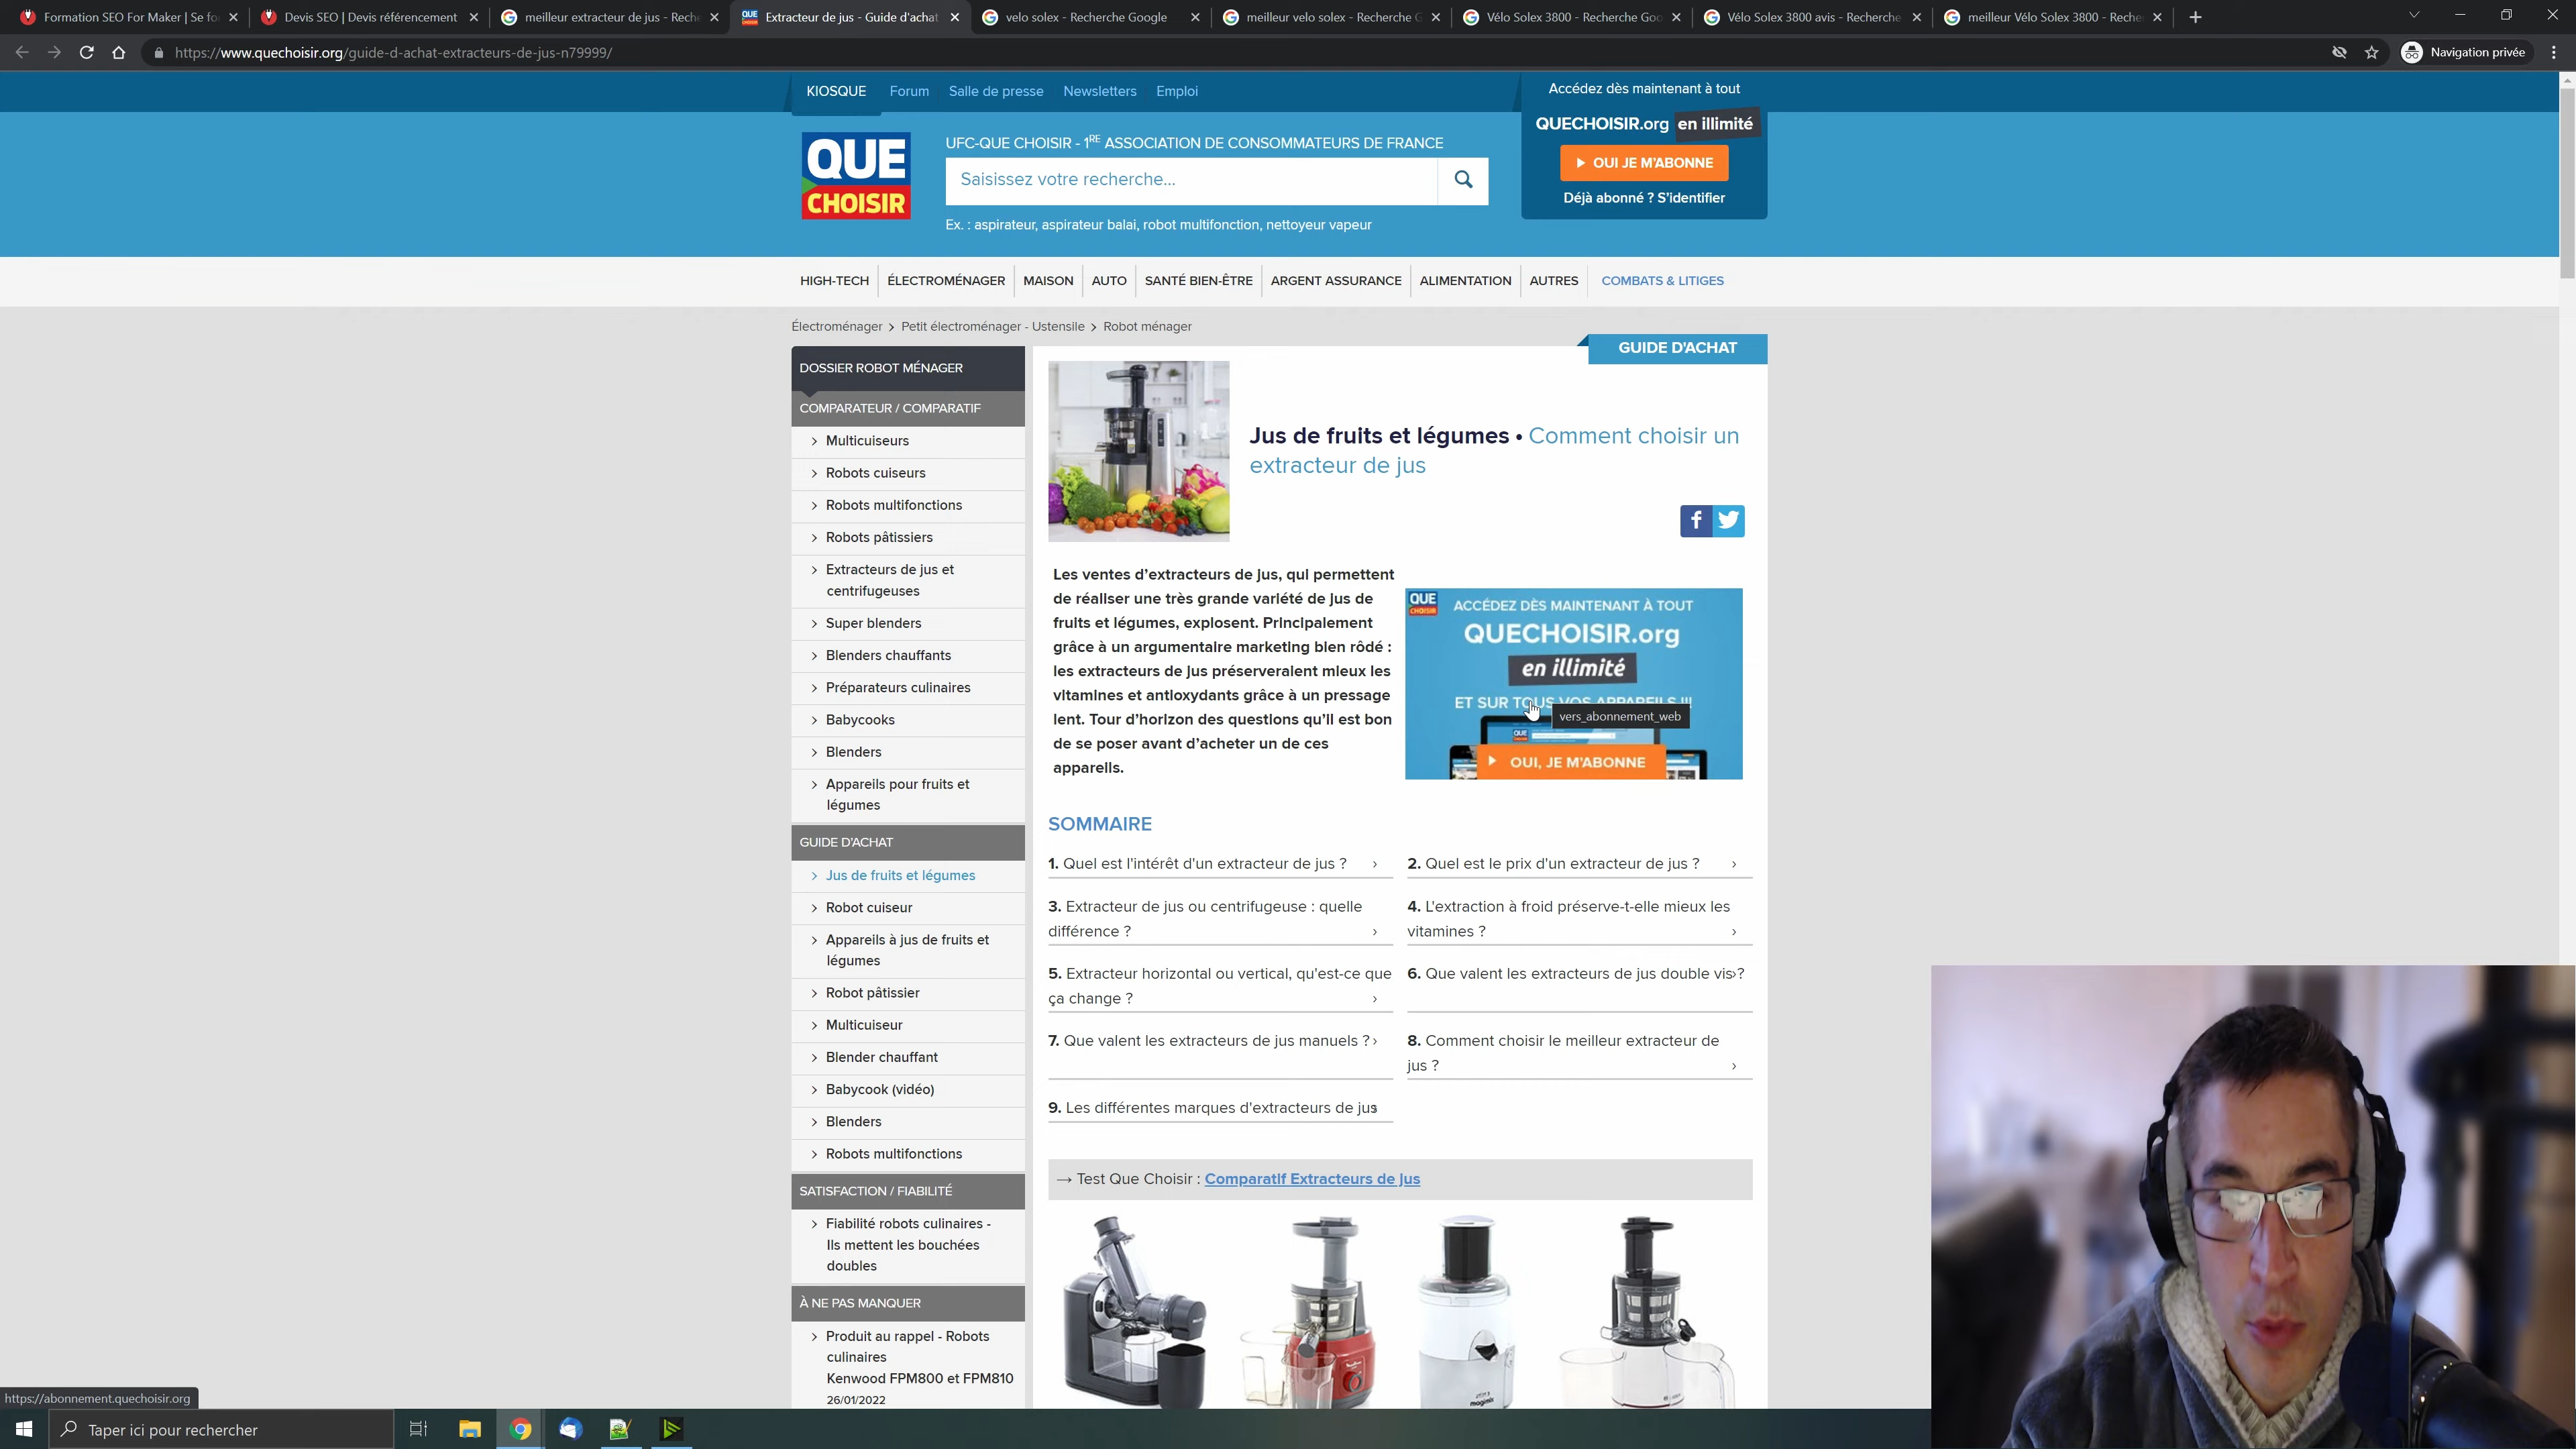 Formation SEO For Maker | Se fo
Devis SEO | Devis référencement
meilleur extracteur de jus - Reche
Extracteur de jus - Guide d'achat
velo solex - Recherche Google
meilleur velo solex - Recherche G
Vélo Solex 3800 - Recherche Goo
Vélo Solex 3800 avis - Recherche
meilleur Vélo Solex 3800 - Reche
https://www.quechoisir.org/guide-d-achat-extracteurs-de-jus-n79999/
Navigation privée
KIOSQUE
Forum
Salle de presse
Newsletters
Emploi
Accédez dès maintenant à tout
QUECHOISIR.org en illimité
OUI JE M'ABONNE
Déjà abonné ? S'identifier
QUE
CHOISIR
UFC-QUE CHOISIR - 1RE ASSOCIATION DE CONSOMMATEURS DE FRANCE
Saisissez votre recherche...
Ex. : aspirateur, aspirateur balai, robot multifonction, nettoyeur vapeur
HIGH-TECH
ÉLECTROMÉNAGER
MAISON
AUTO
SANTÉ BIEN-ÊTRE
ARGENT ASSURANCE
ALIMENTATION
AUTRES
COMBATS & LITIGES
Électroménager > Petit électroménager - Ustensile > Robot ménager
DOSSIER ROBOT MÉNAGER
COMPARATEUR / COMPARATIF
> Multicuiseurs
> Robots cuiseurs
> Robots multifonctions
> Robots pâtissiers
> Extracteurs de jus et
centrifugeuses
> Super blenders
> Blenders chauffants
> Préparateurs culinaires
> Babycooks
> Blenders
> Appareils pour fruits et
légumes
GUIDE D'ACHAT
> Jus de fruits et légumes
> Robot cuiseur
> Appareils à jus de fruits et
légumes
> Robot pâtissier
> Multicuiseur
> Blender chauffant
> Babycook (vidéo)
> Blenders
> Robots multifonctions
SATISFACTION / FIABILITÉ
> Fiabilité robots culinaires -
Ils mettent les bouchées
doubles
À NE PAS MANQUER
> Produit au rappel - Robots
culinaires
Kenwood FPM800 et FPM810
26/01/2022
GUIDE D'ACHAT
Jus de fruits et légumes • Comment choisir un
extracteur de jus
Les ventes d'extracteurs de jus, qui permettent
de réaliser une très grande variété de jus de
fruits et légumes, explosent. Principalement
grâce à un argumentaire marketing bien rôdé :
les extracteurs de jus préserveraient mieux les
vitamines et antioxydants grâce à un pressage
lent. Tour d'horizon des questions qu'il est bon
de se poser avant d'acheter un de ces
appareils.
QUE
CHOISIR
ACCÉDEZ DÈS MAINTENANT À TOUT
QUECHOISIR.org
en illimité
ET SUR TOUS VOS APPAREILS !!!
vers_abonnement_web
OUI, JE M'ABONNE
SOMMAIRE
1. Quel est l'intérêt d'un extracteur de jus ? ›
2. Quel est le prix d'un extracteur de jus ? ›
3. Extracteur de jus ou centrifugeuse : quelle
différence ? ›
4. L'extraction à froid préserve-t-elle mieux les
vitamines ? ›
5. Extracteur horizontal ou vertical, qu'est-ce que
ça change ? ›
6. Que valent les extracteurs de jus double vis ?
7. Que valent les extracteurs de jus manuels ? ›
8. Comment choisir le meilleur extracteur de
jus ? ›
9. Les différentes marques d'extracteurs de jus
→ Test Que Choisir : Comparatif Extracteurs de jus
magimix
https://abonnement.quechoisir.org
Taper ici pour rechercher